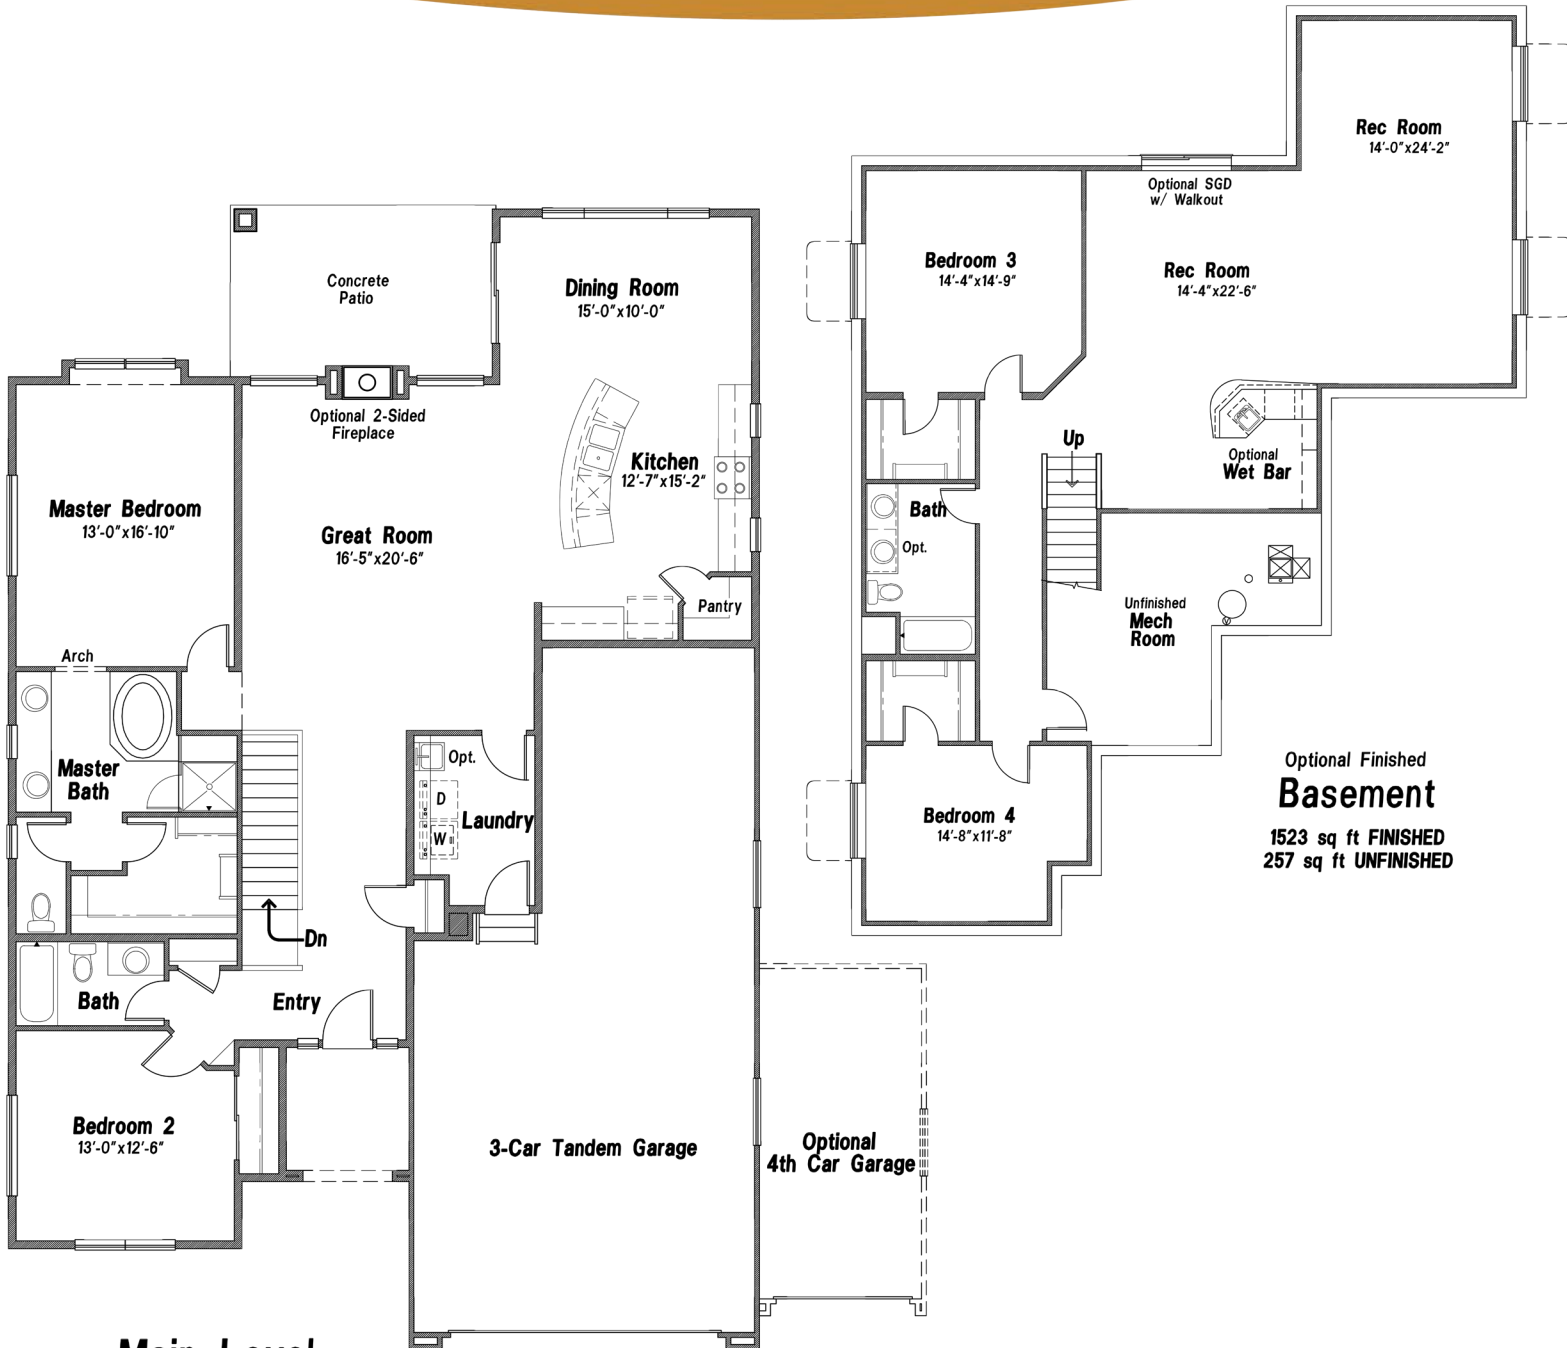 Concrete
Patio
Dining Room
15'-0"x10'-0"
Optional 2-Sided
Fireplace
Kitchen
12'-7"x15'-2"
Master Bedroom
13'-0"x16'-10"
Great Room
16'-5"x20'-6"
Pantry
Arch
Master
Bath
Opt.
D
W
Laundry
Dn
Bath
Entry
Bedroom 2
13'-0"x12'-6"
3-Car Tandem Garage
Optional
4th Car Garage
Main Level
Rec Room
14'-0"x24'-2"
Optional SGD
w/ Walkout
Bedroom 3
14'-4"x14'-9"
Rec Room
14'-4"x22'-6"
Up
Optional
Wet Bar
Bath
Opt.
Unfinished
Mech
Room
Bedroom 4
14'-8"x11'-8"
Optional Finished
Basement
1523 sq ft FINISHED
257 sq ft UNFINISHED